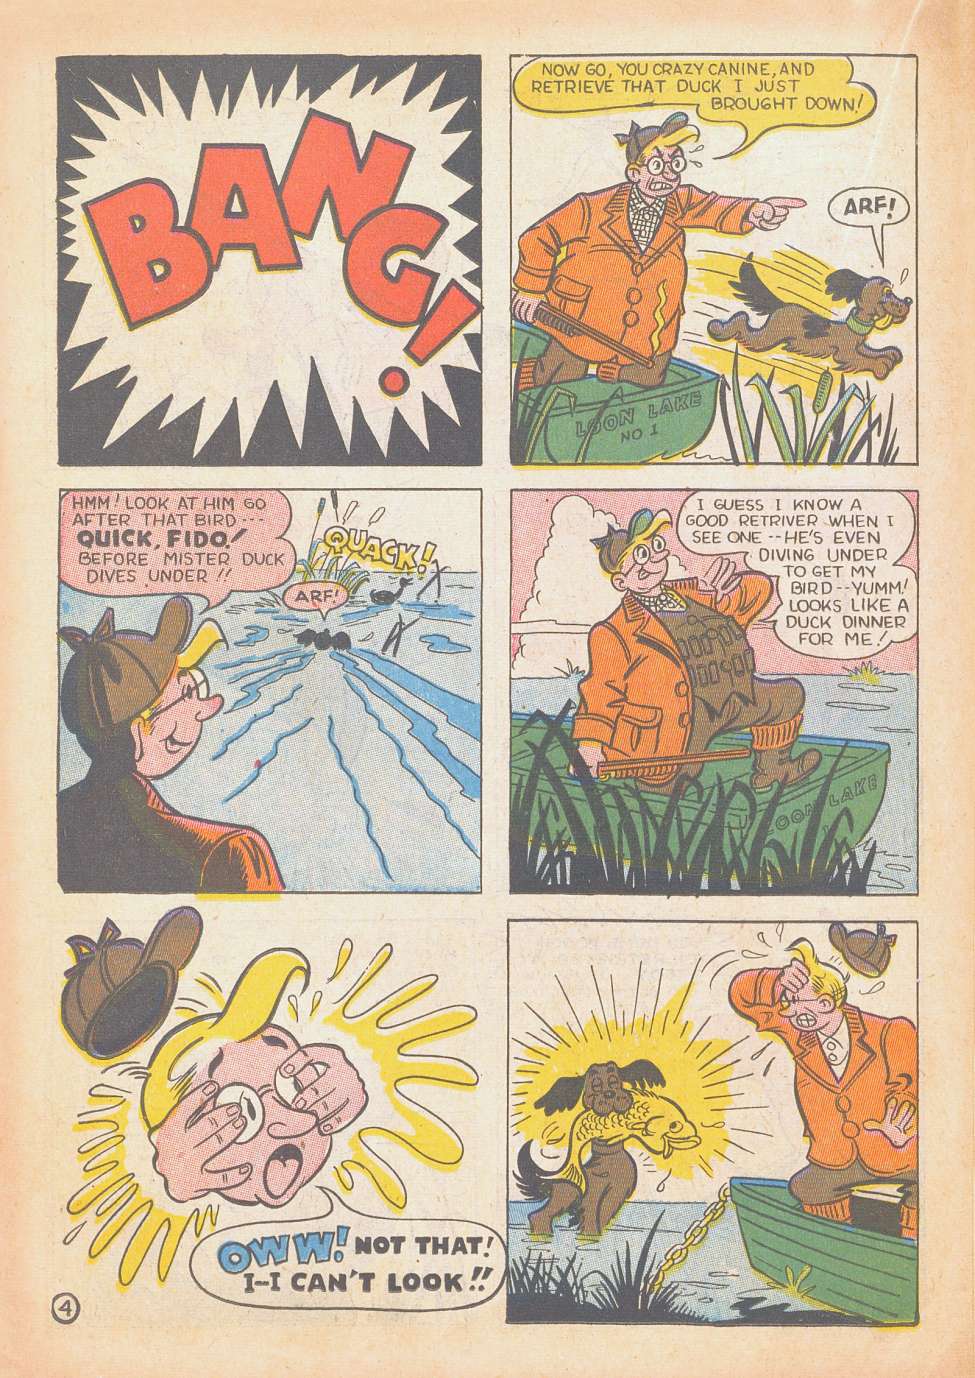 BANG!
NOW GO, YOU CRAZY CANINE, AND
RETRIEVE THAT DUCK I JUST
BROUGHT DOWN!
ARF!
LOON LAKE
NO 1
HMM! LOOK AT HIM GO
AFTER THAT BIRD---
QUICK, FIDO!
BEFORE MISTER DUCK
DIVES UNDER!!
QUACK!
ARF!
I GUESS I KNOW A
GOOD RETRIVER WHEN I
SEE ONE--HE'S EVEN
DIVING UNDER
TO GET MY
BIRD--YUMM!
LOOKS LIKE A
DUCK DINNER
FOR ME!
LOON LAKE
OWW! NOT THAT!
I--I CAN'T LOOK!!
4